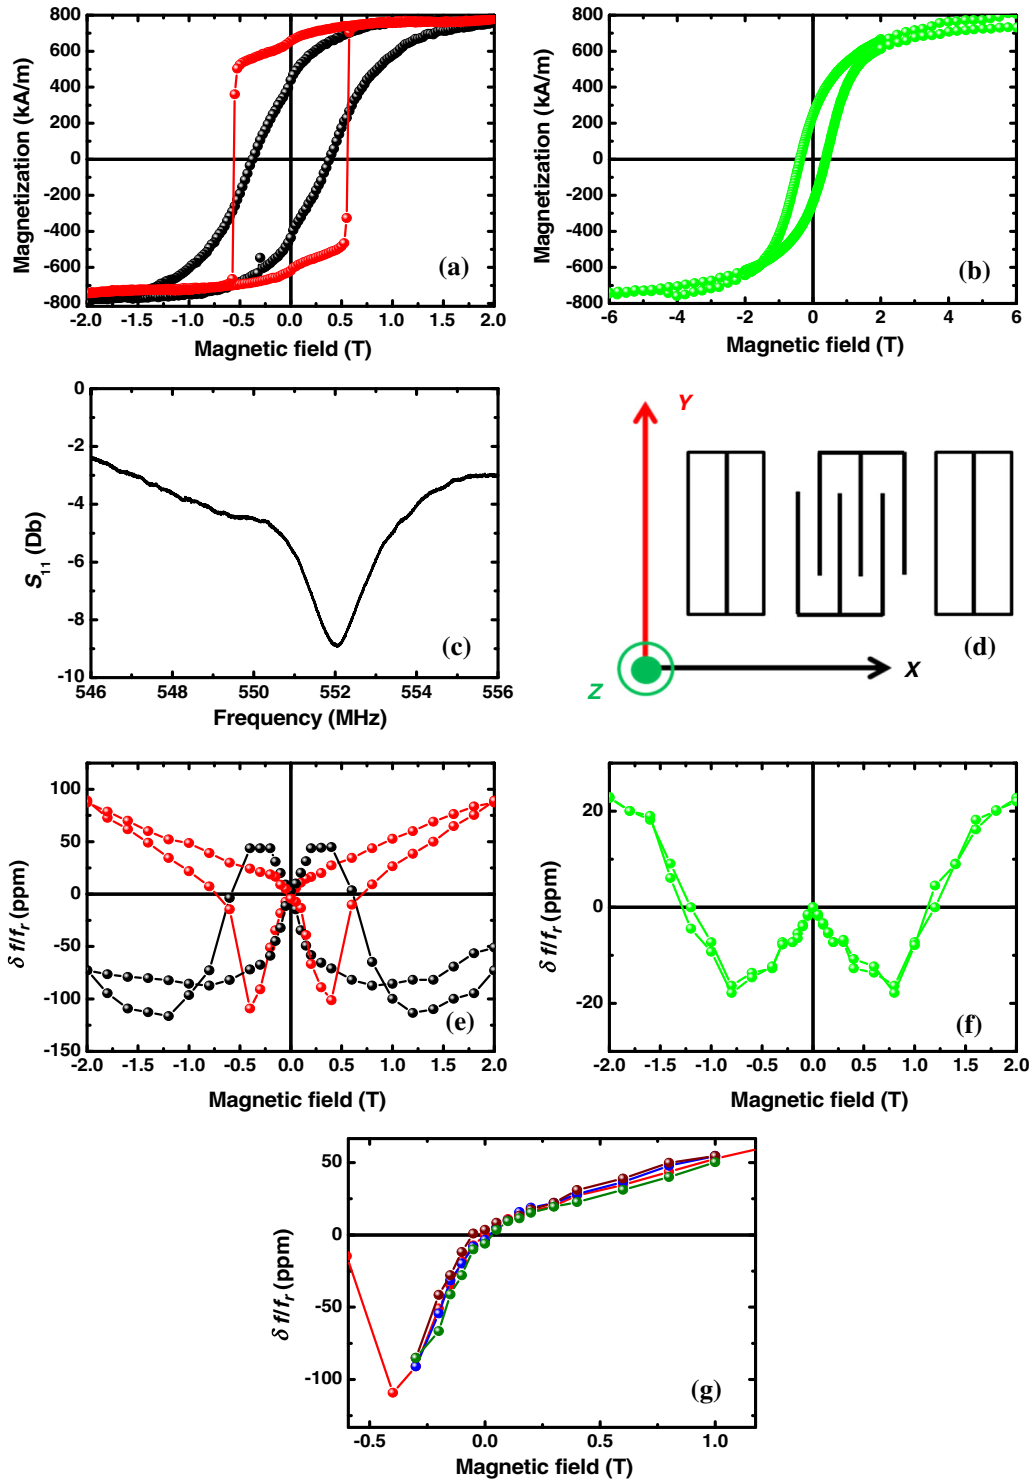 800
600
400
200
0
-200
-400
-600
-800
Magnetization (kA/m)
(a)
-2.0 -1.5 -1.0 -0.5 0.0 0.5 1.0 1.5 2.0
Magnetic field (T)
800
600
400
200
0
-200
-400
-600
800
Magnetization (kA/m)
(b)
-6 -4 -2 0 2 4 6
Magnetic field (T)
0
-2
-4
-6
-8
-10
S11 (Db)
(c)
546 548 550 552 554 556
Frequency (MHz)
Y
X
Z
(d)
100
50
0
-50
-100
-150
δ f/fr (ppm)
(e)
-2.0 -1.5 -1.0 -0.5 0.0 0.5 1.0 1.5 2.0
Magnetic field (T)
20
0
-20
δ f/fr (ppm)
(f)
-2.0 -1.5 -1.0 -0.5 0.0 0.5 1.0 1.5 2.0
Magnetic field (T)
50
0
-50
-100
δ f/fr (ppm)
(g)
-0.5 0.0 0.5 1.0
Magnetic field (T)